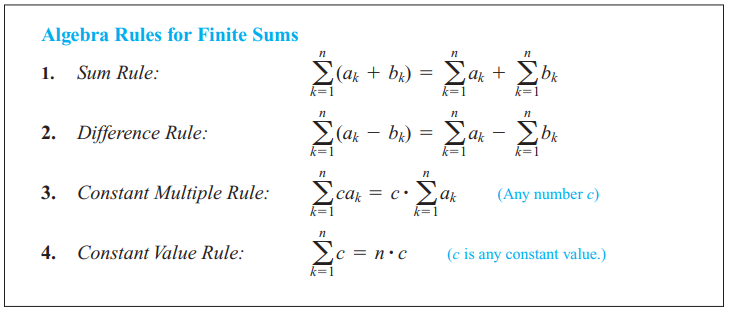 Algebra Rules for Finite Sums
1. Sum Rule: $\sum_{k=1}^{n}(a_k + b_k) = \sum_{k=1}^{n} a_k + \sum_{k=1}^{n} b_k$
2. Difference Rule: $\sum_{k=1}^{n}(a_k - b_k) = \sum_{k=1}^{n} a_k - \sum_{k=1}^{n} b_k$
3. Constant Multiple Rule: $\sum_{k=1}^{n} ca_k = c \cdot \sum_{k=1}^{n} a_k$ (Any number c)
4. Constant Value Rule: $\sum_{k=1}^{n} c = n \cdot c$ (c is any constant value.)